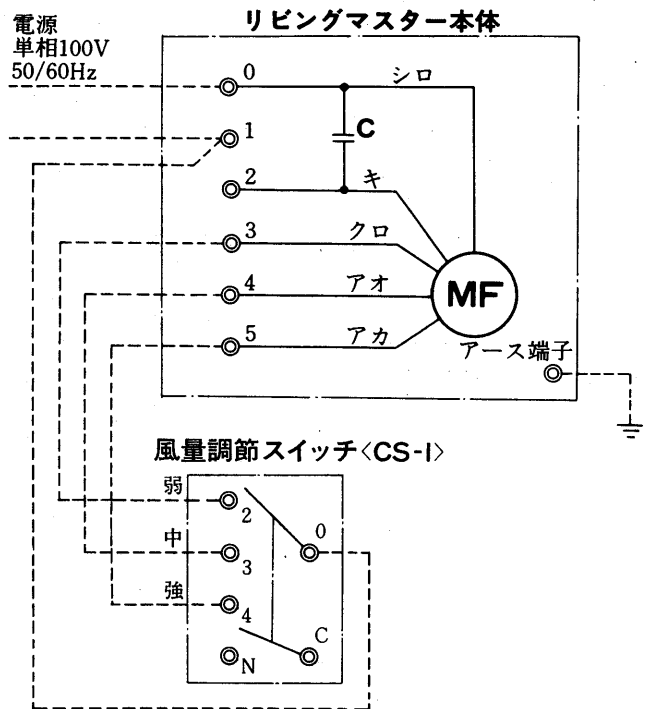 電源
単相100V
50/60Hz
リビングマスター本体
0
シロ
1
C
2
キ
3
クロ
4
アオ
MF
5
アカ
アース端子
風量調節スイッチ〈CS-1〉
弱
2
0
中
3
強
4
C
N